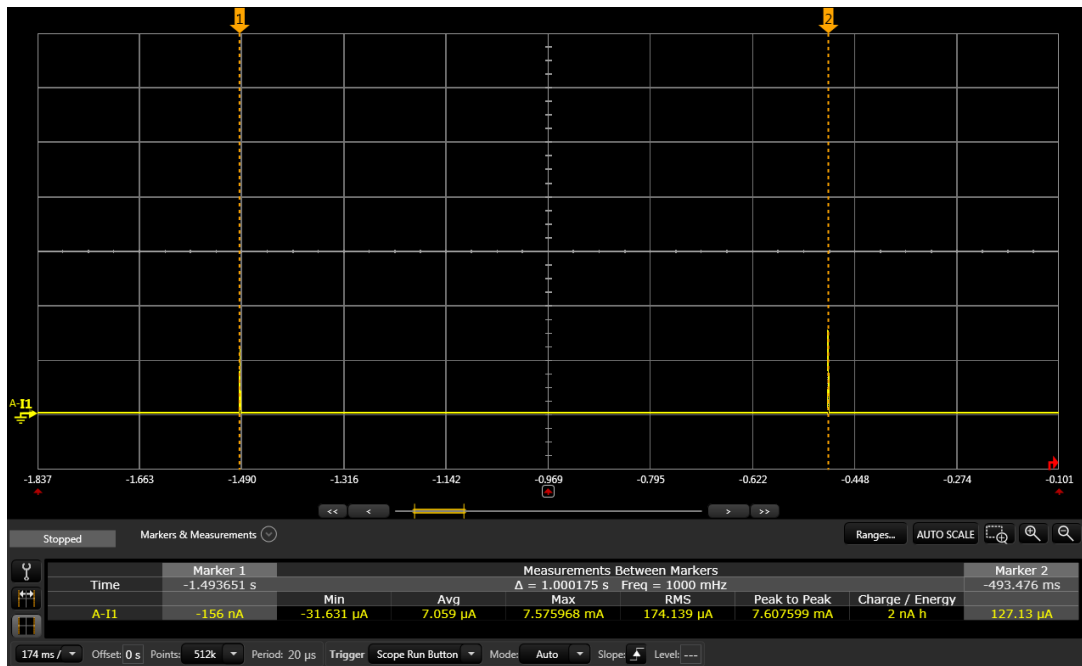 1 2
A-I1
-1.837 -1.663 -1.490 -1.316 -1.142 -0.969 -0.795 -0.622 -0.448 -0.274 -0.101
<< < > >>
Stopped Markers & Measurements Ranges... AUTO SCALE
Marker 1 Measurements Between Markers Marker 2
Time -1.493651 s Δ = 1.000175 s Freq = 1000 mHz -493.476 ms
Min Avg Max RMS Peak to Peak Charge / Energy
A-I1 -156 nA -31.631 µA 7.059 µA 7.575968 mA 174.139 µA 7.607599 mA 2 nA h 127.13 µA
174 ms / Offset: 0 s Points: 512k Period: 20 µs Trigger Scope Run Button Mode: Auto Slope: Level: ---